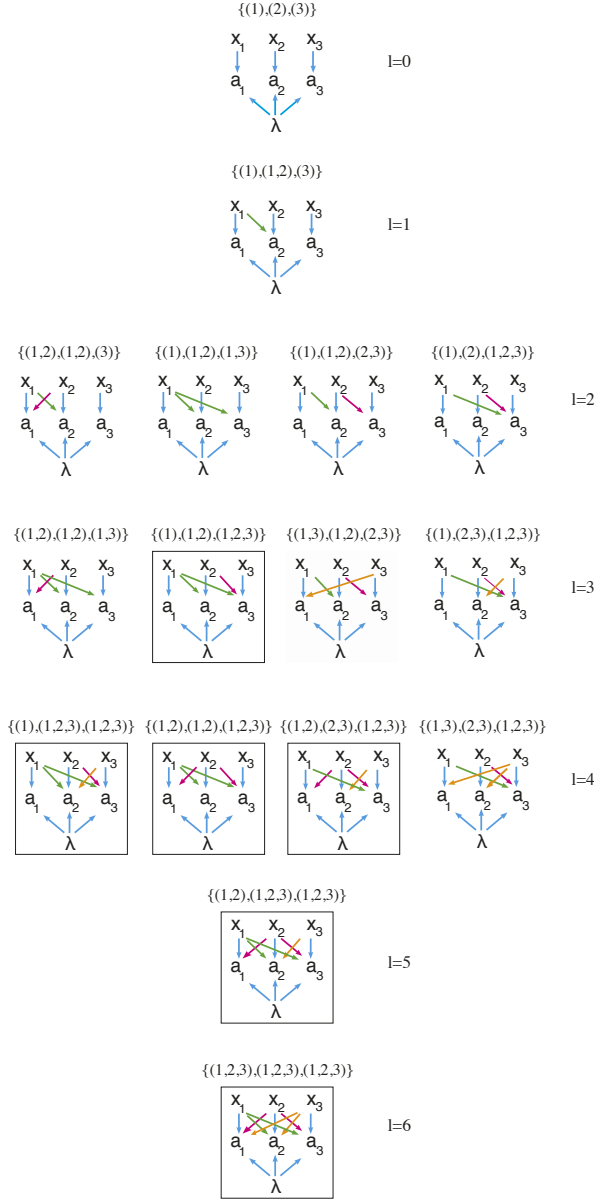 {(1),(2),(3)}
x1 x2 x3
a1 a2 a3
λ
l=0
{(1),(1,2),(3)}
x1 x2 x3
a1 a2 a3
λ
l=1
{(1,2),(1,2),(3)} {(1),(1,2),(1,3)} {(1),(1,2),(2,3)} {(1),(2),(1,2,3)}
x1 x2 x3 x1 x2 x3 x1 x2 x3 x1 x2 x3
a1 a2 a3 a1 a2 a3 a1 a2 a3 a1 a2 a3
λ λ λ λ
l=2
{(1,2),(1,2),(1,3)} {(1),(1,2),(1,2,3)} {(1,3),(1,2),(2,3)} {(1),(2,3),(1,2,3)}
x1 x2 x3 x1 x2 x3 x1 x2 x3 x1 x2 x3
a1 a2 a3 a1 a2 a3 a1 a2 a3 a1 a2 a3
λ λ λ λ
l=3
{(1),(1,2,3),(1,2,3)} {(1,2),(1,2),(1,2,3)} {(1,2),(2,3),(1,2,3)} {(1,3),(2,3),(1,2,3)}
x1 x2 x3 x1 x2 x3 x1 x2 x3 x1 x2 x3
a1 a2 a3 a1 a2 a3 a1 a2 a3 a1 a2 a3
λ λ λ λ
l=4
{(1,2),(1,2,3),(1,2,3)}
x1 x2 x3
a1 a2 a3
λ
l=5
{(1,2,3),(1,2,3),(1,2,3)}
x1 x2 x3
a1 a2 a3
λ
l=6